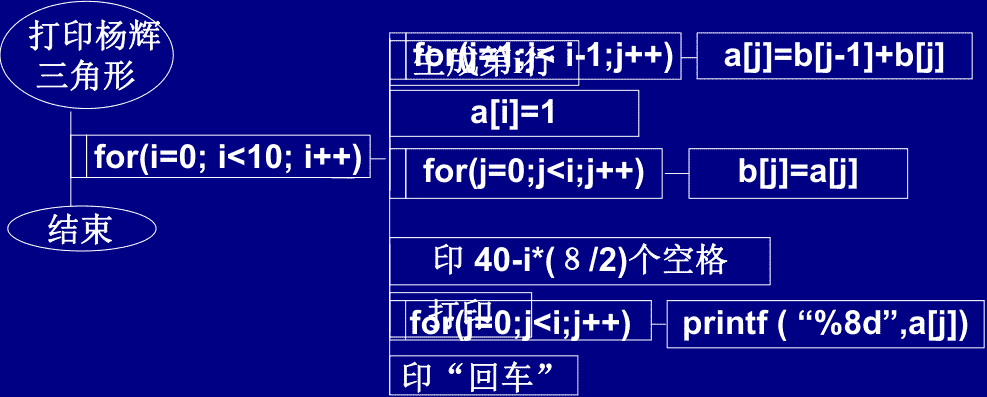 打印杨辉
三角形
for(i=0; i<10; i++)
结束
for(j=1;j< i-1;j++)
a[j]=b[j-1]+b[j]
生成第i行
a[i]=1
for(j=0;j<i;j++)
b[j]=a[j]
印 40-i*( 8 /2)个空格
打印
for(j=0;j<i;j++)
printf ( “%8d”,a[j])
印“回车”